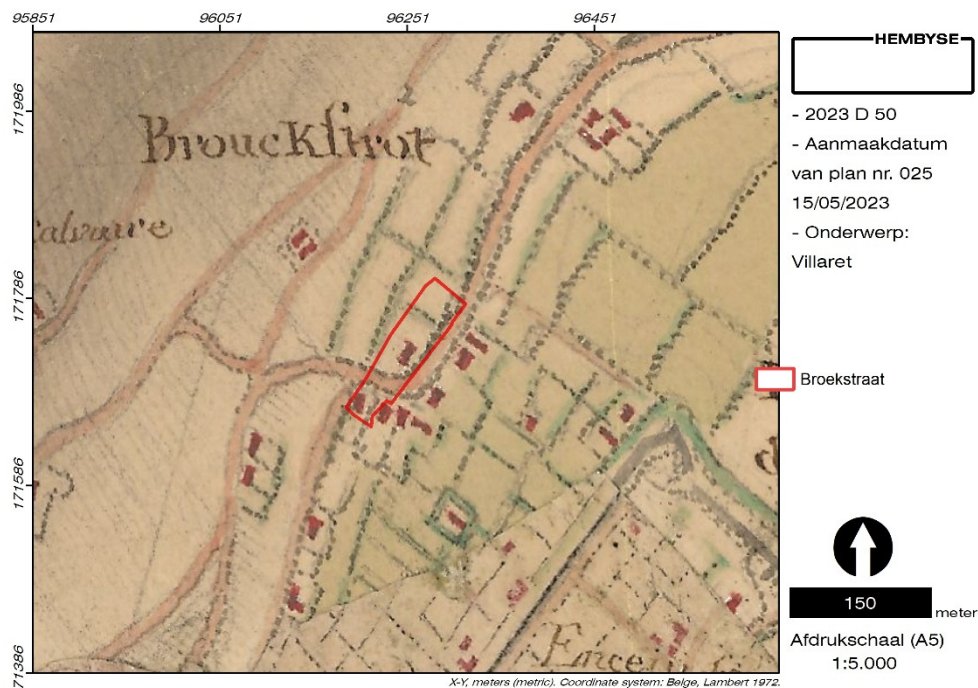 95851 96051 96251 96451
171986
171786
171586
171386
Brouckstrot
Calvaire
HEMBYSE
- 2023 D 50
- Aanmaakdatum
van plan nr. 025
15/05/2023
- Onderwerp:
Villaret
Broekstraat
150 meter
Afdrukschaal (A5)
1:5.000
X-Y, meters (metric). Coordinate system: Belge, Lambert 1972.